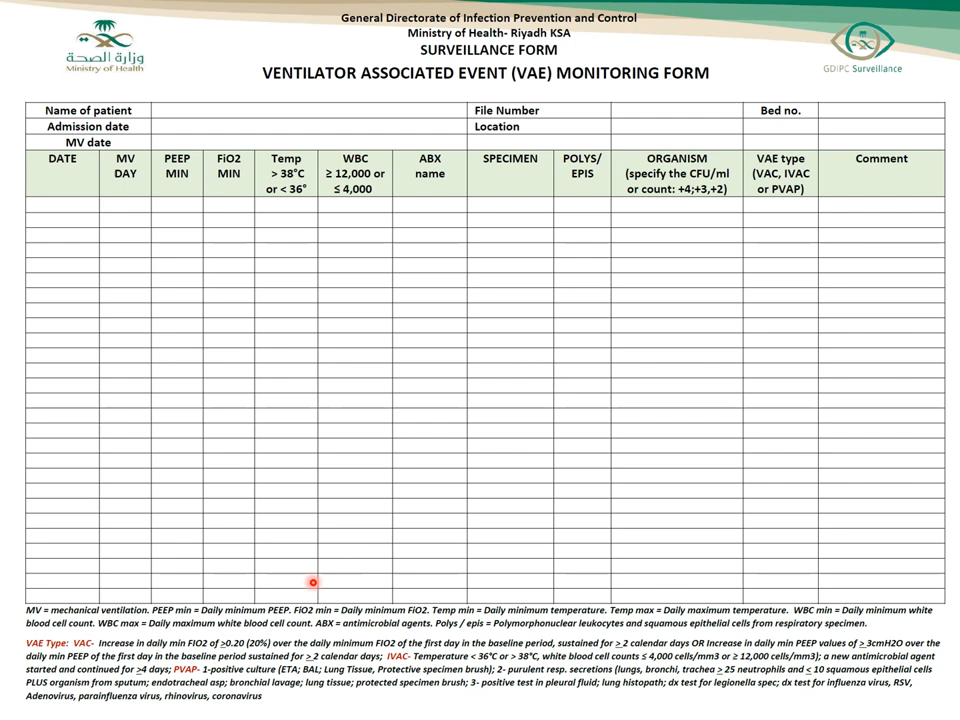 General Directorate of Infection Prevention and Control
Ministry of Health- Riyadh KSA
SURVEILLANCE FORM
VENTILATOR ASSOCIATED EVENT (VAE) MONITORING FORM
وزارة الصحة
Ministry of Health
GDIPC Surveillance
Name of patient File Number Bed no.
Admission date Location
MV date
DATE MV DAY PEEP MIN FiO2 MIN Temp > 38°C or < 36° WBC ≥ 12,000 or ≤ 4,000 ABX name SPECIMEN POLYS/ EPIS ORGANISM (specify the CFU/ml or count: +4;+3,+2) VAE type (VAC, IVAC or PVAP) Comment
MV = mechanical ventilation. PEEP min = Daily minimum PEEP. FiO2 min = Daily minimum FiO2. Temp min = Daily minimum temperature. Temp max = Daily maximum temperature. WBC min = Daily minimum white
blood cell count. WBC max = Daily maximum white blood cell count. ABX = antimicrobial agents. Polys / epis = Polymorphonuclear leukocytes and squamous epithelial cells from respiratory specimen.
VAE Type: VAC- Increase in daily min FIO2 of >0.20 (20%) over the daily minimum FIO2 of the first day in the baseline period, sustained for > 2 calendar days OR Increase in daily min PEEP values of > 3cmH2O over the
daily min PEEP of the first day in the baseline period sustained for > 2 calendar days; IVAC- Temperature < 36°C or > 38°C, white blood cell counts ≤ 4,000 cells/mm3 or ≥ 12,000 cells/mm3); a new antimicrobial agent
started and continued for >4 days; PVAP- 1-positive culture (ETA; BAL; Lung Tissue, Protective specimen brush); 2- purulent resp. secretions (lungs, bronchi, trachea > 25 neutrophils and < 10 squamous epithelial cells
PLUS organism from sputum; endotracheal asp; bronchial lavage; lung tissue; protected specimen brush; 3- positive test in pleural fluid; lung histopath; dx test for legionella spec; dx test for influenza virus, RSV,
Adenovirus, parainfluenza virus, rhinovirus, coronavirus